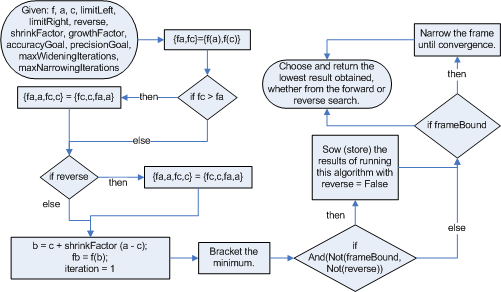 Given: f, a, c, limitLeft,
limitRight, reverse,
shrinkFactor, growthFactor,
accuracyGoal, precisionGoal,
maxWideningIterations,
maxNarrowingIterations
{fa,fc}={f(a),f(c)}
if fc > fa
then
{fa,a,fc,c} = {fc,c,fa,a}
else
if reverse
then
{fa,a,fc,c} = {fc,c,fa,a}
else
b = c + shrinkFactor (a - c);
fb = f(b);
iteration = 1
Bracket the
minimum.
if
And(Not(frameBound,
Not(reverse))
then
else
Sow (store) the
results of running
this algorithm with
reverse = False
if frameBound
then
Narrow the frame
until convergence.
Choose and return the
lowest result obtained,
whether from the forward or
reverse search.